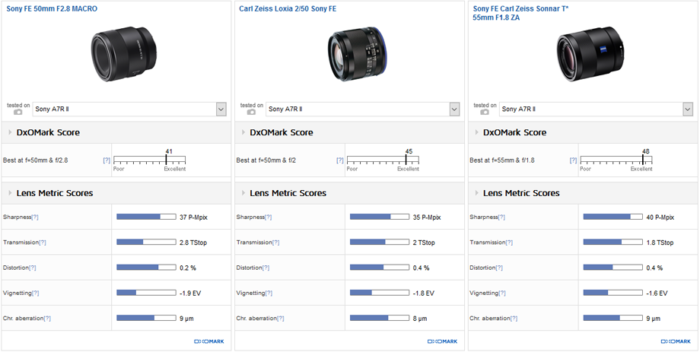 Sony FE 50mm F2.8 MACRO
tested on
Sony A7R II
DxOMark Score
Best at f=50mm & f/2.8
[?]
41
Poor
Excellent
Lens Metric Scores
Sharpness[?]
37 P-Mpix
Transmission[?]
2.8 TStop
Distortion[?]
0.2 %
Vignetting[?]
-1.9 EV
Chr. aberration[?]
9 µm
DXOMARK
Carl Zeiss Loxia 2/50 Sony FE
tested on
Sony A7R II
DxOMark Score
Best at f=50mm & f/2
[?]
45
Poor
Excellent
Lens Metric Scores
Sharpness[?]
35 P-Mpix
Transmission[?]
2 TStop
Distortion[?]
0.4 %
Vignetting[?]
-1.8 EV
Chr. aberration[?]
8 µm
DXOMARK
Sony FE Carl Zeiss Sonnar T*
55mm F1.8 ZA
tested on
Sony A7R II
DxOMark Score
Best at f=55mm & f/1.8
[?]
48
Poor
Excellent
Lens Metric Scores
Sharpness[?]
40 P-Mpix
Transmission[?]
1.8 TStop
Distortion[?]
0.4 %
Vignetting[?]
-1.6 EV
Chr. aberration[?]
9 µm
DXOMARK